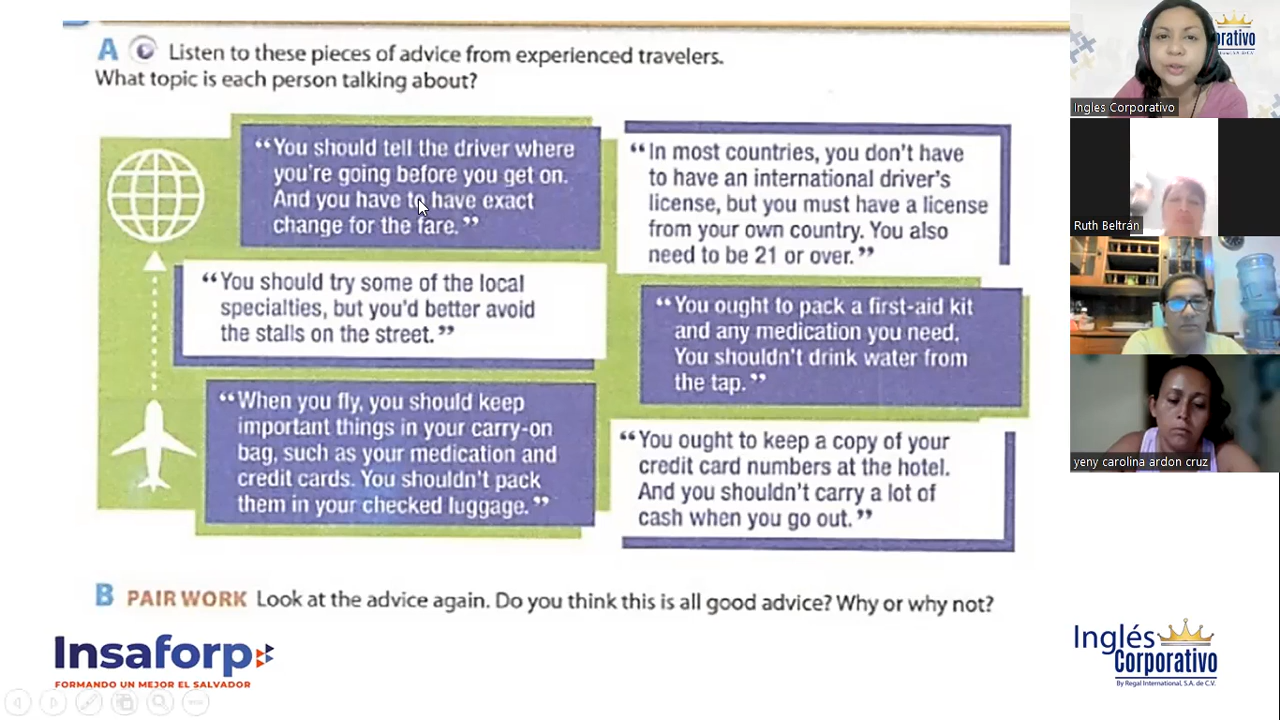 A Listen to these pieces of advice from experienced travelers.
What topic is each person talking about?
“You should tell the driver where
you're going before you get on.
And you have to have exact
change for the fare.”
“You should try some of the local
specialties, but you'd better avoid
the stalls on the street.”
“When you fly, you should keep
important things in your carry-on
bag, such as your medication and
credit cards. You shouldn't pack
them in your checked luggage.”
“In most countries, you don't have
to have an international driver's
license, but you must have a license
from your own country. You also
need to be 21 or over.”
“You ought to pack a first-aid kit
and any medication you need.
You shouldn't drink water from
the tap.”
“You ought to keep a copy of your
credit card numbers at the hotel.
And you shouldn't carry a lot of
cash when you go out.”
B PAIR WORK Look at the advice again. Do you think this is all good advice? Why or why not?
Insaforp
FORMANDO UN MEJOR EL SALVADOR
Inglés
Corporativo
By Regal International, S.A. de C.V.
Ingles Corporativo
Ruth Beltrán
yeny carolina ardon cruz